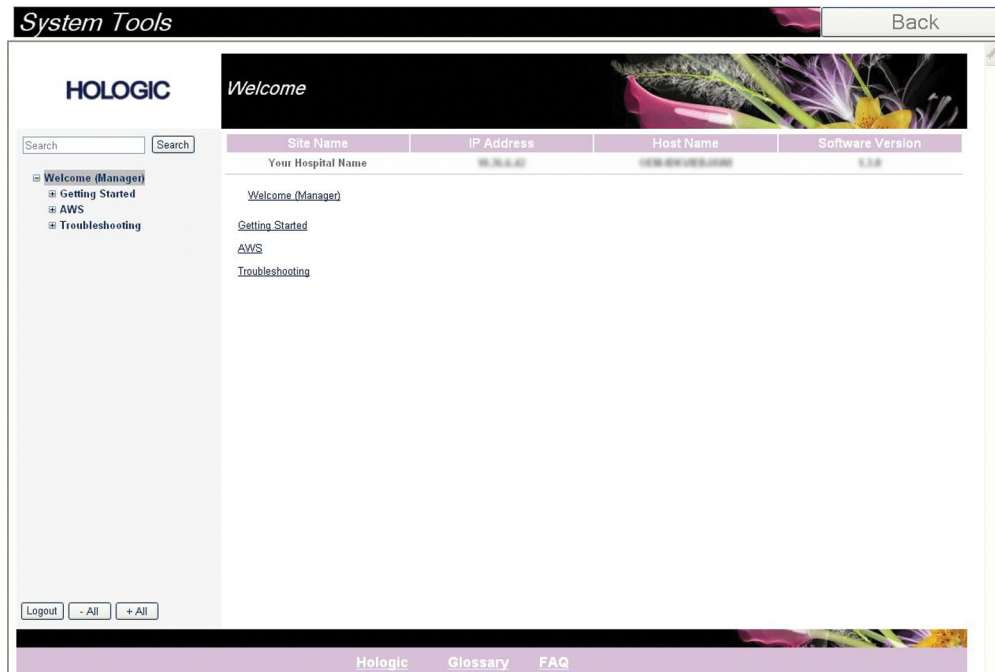 System Tools
Back
HOLOGIC
Welcome
Search Search
Site Name IP Address Host Name Software Version
Your Hospital Name
Welcome (Manager)
Getting Started
AWS
Troubleshooting
Welcome (Manager)
Getting Started
AWS
Troubleshooting
Logout - All + All
Hologic Glossary FAQ